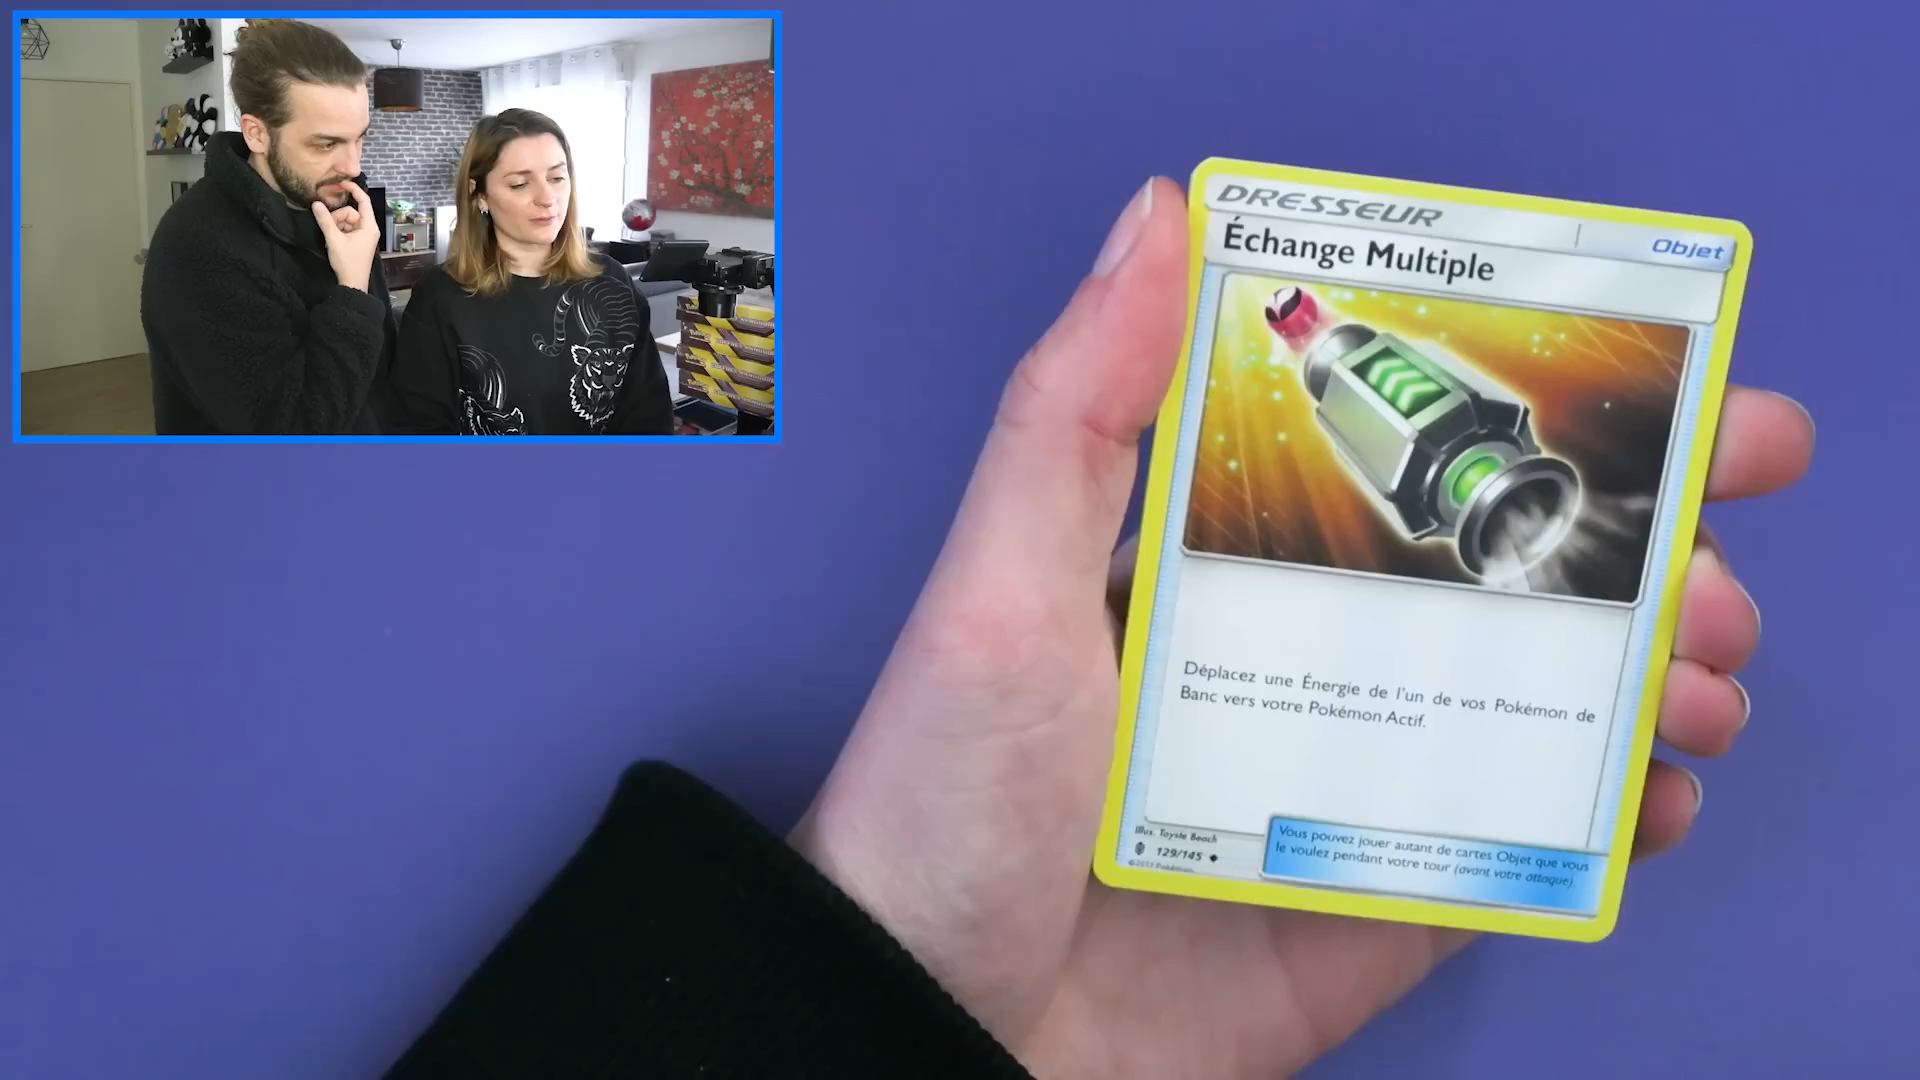 DRESSEUR
Échange Multiple
Objet
Déplacez une Énergie de l'un de vos Pokémon de
Banc vers votre Pokémon Actif.
Illus. Toyste Beach
129/145
©2017 Pokémon.
Vous pouvez jouer autant de cartes Objet que vous
le voulez pendant votre tour (avant votre attaque).